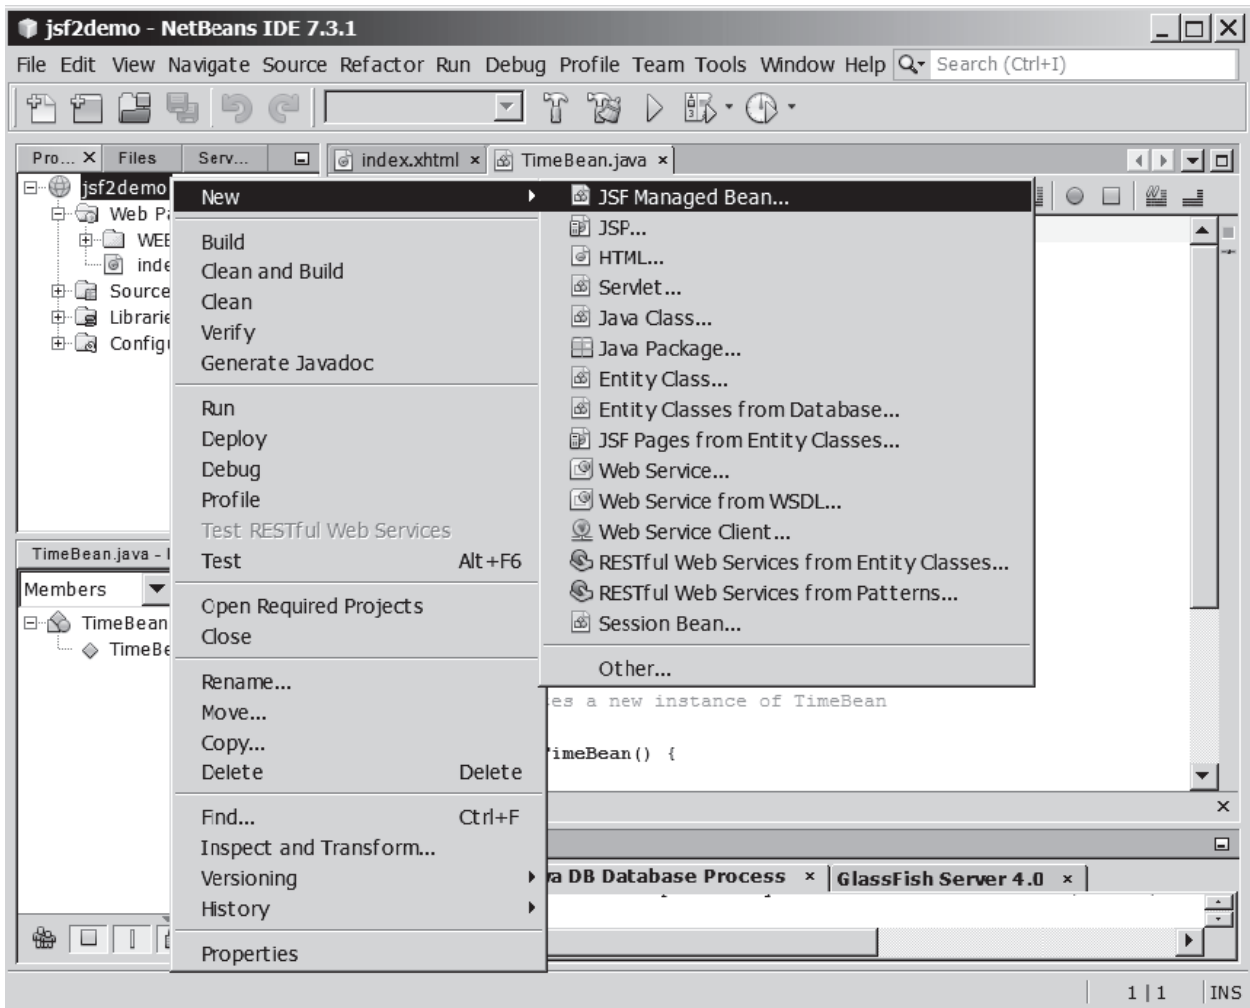 jsf2demo - NetBeans IDE 7.3.1
File Edit View Navigate Source Refactor Run Debug Profile Team Tools Window Help Search (Ctrl+I)
Pro... Files Serv... index.xhtml TimeBean.java
jsf2demo
Web Pa
WEB
inde
Source
Librarie
Config
New
Build
Clean and Build
Clean
Verify
Generate Javadoc
Run
Deploy
Debug
Profile
Test RESTful Web Services
Test Alt+F6
Open Required Projects
Close
Rename...
Move...
Copy...
Delete Delete
Find... Ctrl+F
Inspect and Transform...
Versioning
History
Properties
JSF Managed Bean...
JSP...
HTML...
Servlet...
Java Class...
Java Package...
Entity Class...
Entity Classes from Database...
JSF Pages from Entity Classes...
Web Service...
Web Service from WSDL...
Web Service Client...
RESTful Web Services from Entity Classes...
RESTful Web Services from Patterns...
Session Bean...
Other...
TimeBean.java -
Members
TimeBean
TimeBe
es a new instance of TimeBean
TimeBean() {
va DB Database Process GlassFish Server 4.0
1 | 1 INS